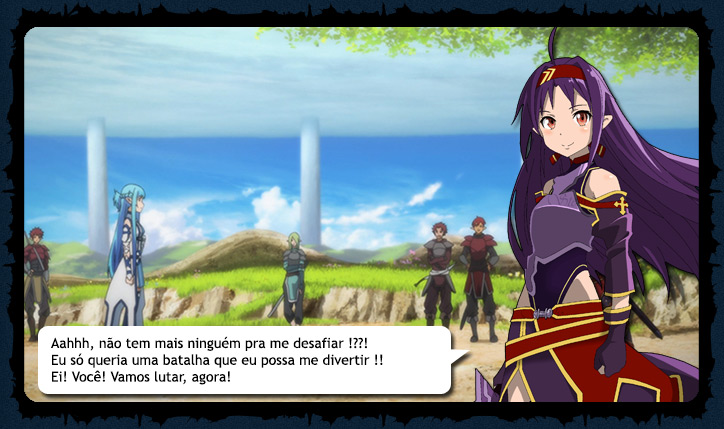 Aahhh, não tem mais ninguém pra me desafiar !??!
Eu só queria uma batalha que eu possa me divertir !!
Ei! Você! Vamos lutar, agora!